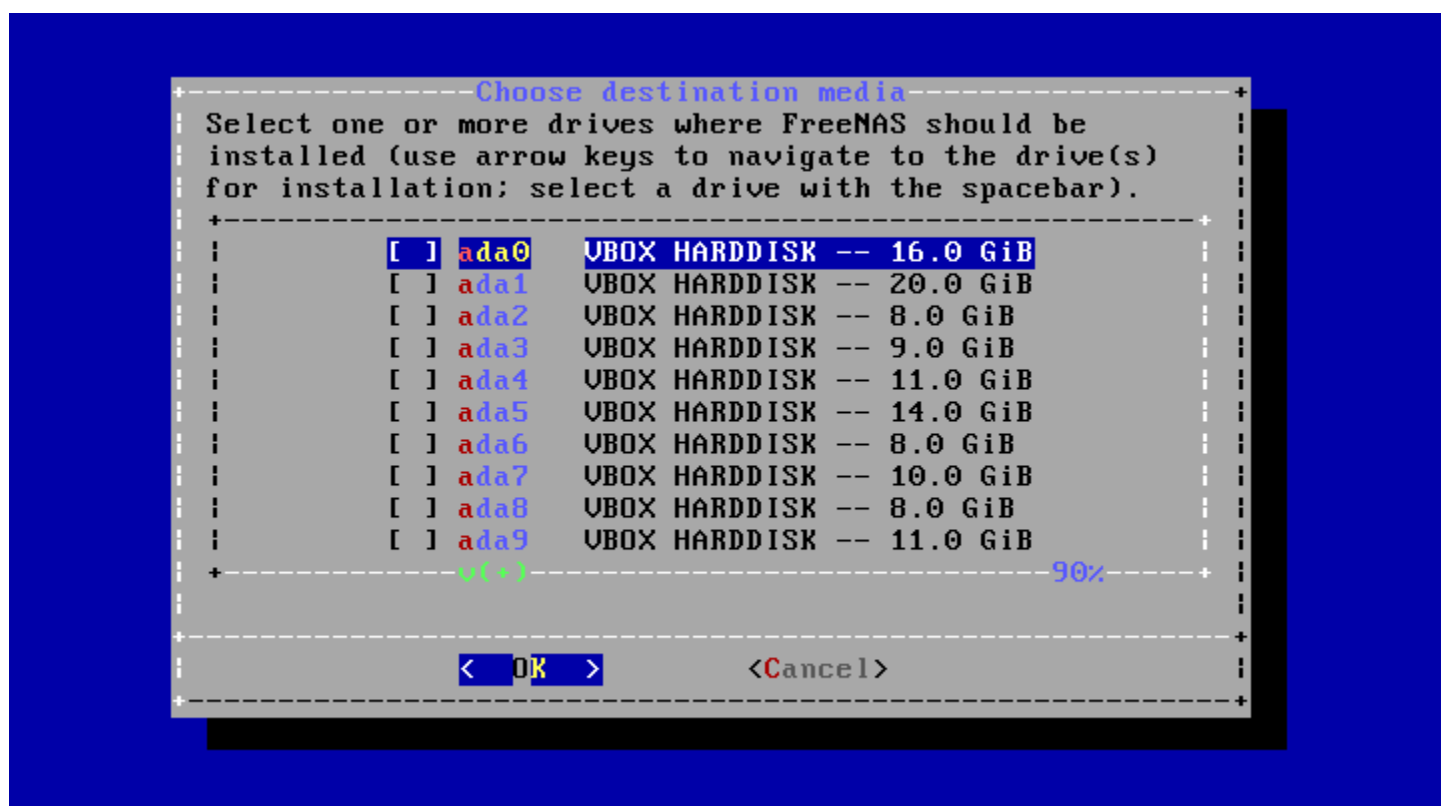 Choose destination media
Select one or more drives where FreeNAS should be
installed (use arrow keys to navigate to the drive(s)
for installation; select a drive with the spacebar).
[ ] ada0 VBOX HARDDISK -- 16.0 GiB
[ ] ada1 VBOX HARDDISK -- 20.0 GiB
[ ] ada2 VBOX HARDDISK -- 8.0 GiB
[ ] ada3 VBOX HARDDISK -- 9.0 GiB
[ ] ada4 VBOX HARDDISK -- 11.0 GiB
[ ] ada5 VBOX HARDDISK -- 14.0 GiB
[ ] ada6 VBOX HARDDISK -- 8.0 GiB
[ ] ada7 VBOX HARDDISK -- 10.0 GiB
[ ] ada8 VBOX HARDDISK -- 8.0 GiB
[ ] ada9 VBOX HARDDISK -- 11.0 GiB
v(+) 90%
< OK > <Cancel>